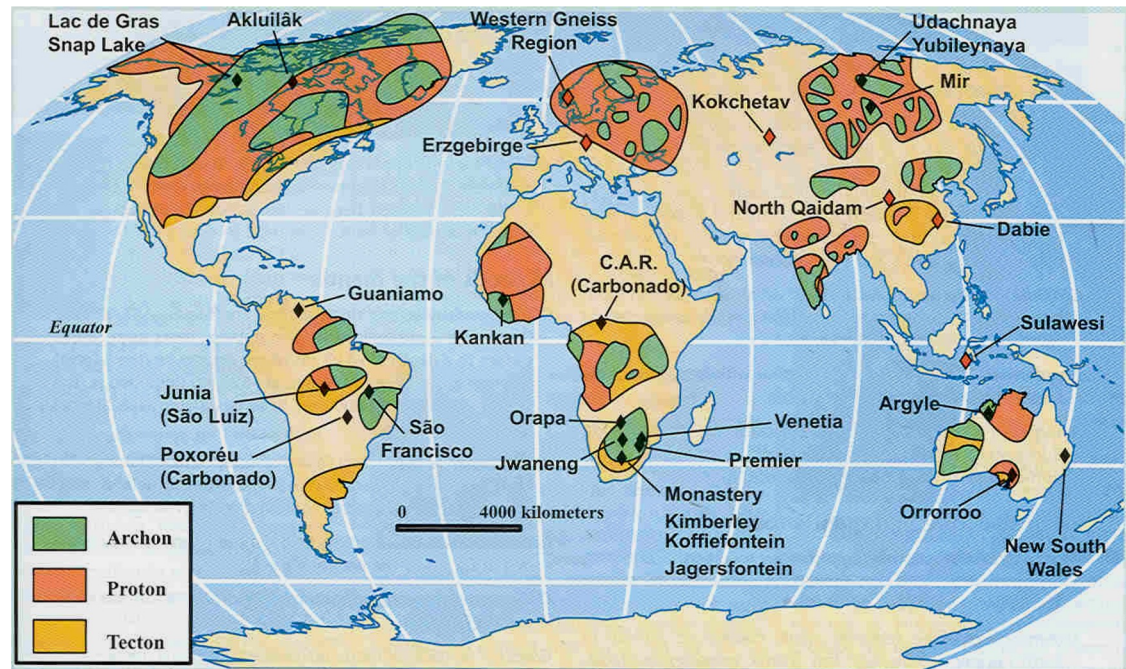 Lac de Gras
Snap Lake
Akluilâk
Western Gneiss
Region
Udachnaya
Yubileynaya
Mir
Kokchetav
Erzgebirge
North Qaidam
Dabie
C.A.R.
(Carbonado)
Guaniamo
Equator
Kankan
Sulawesi
Junia
(São Luiz)
São
Francisco
Poxoréu
(Carbonado)
Orapa
Venetia
Jwaneng
Premier
Argyle
Monastery
Kimberley
Koffiefontein
Jagersfontein
Orrorroo
New South
Wales
0 4000 kilometers
Archon
Proton
Tecton